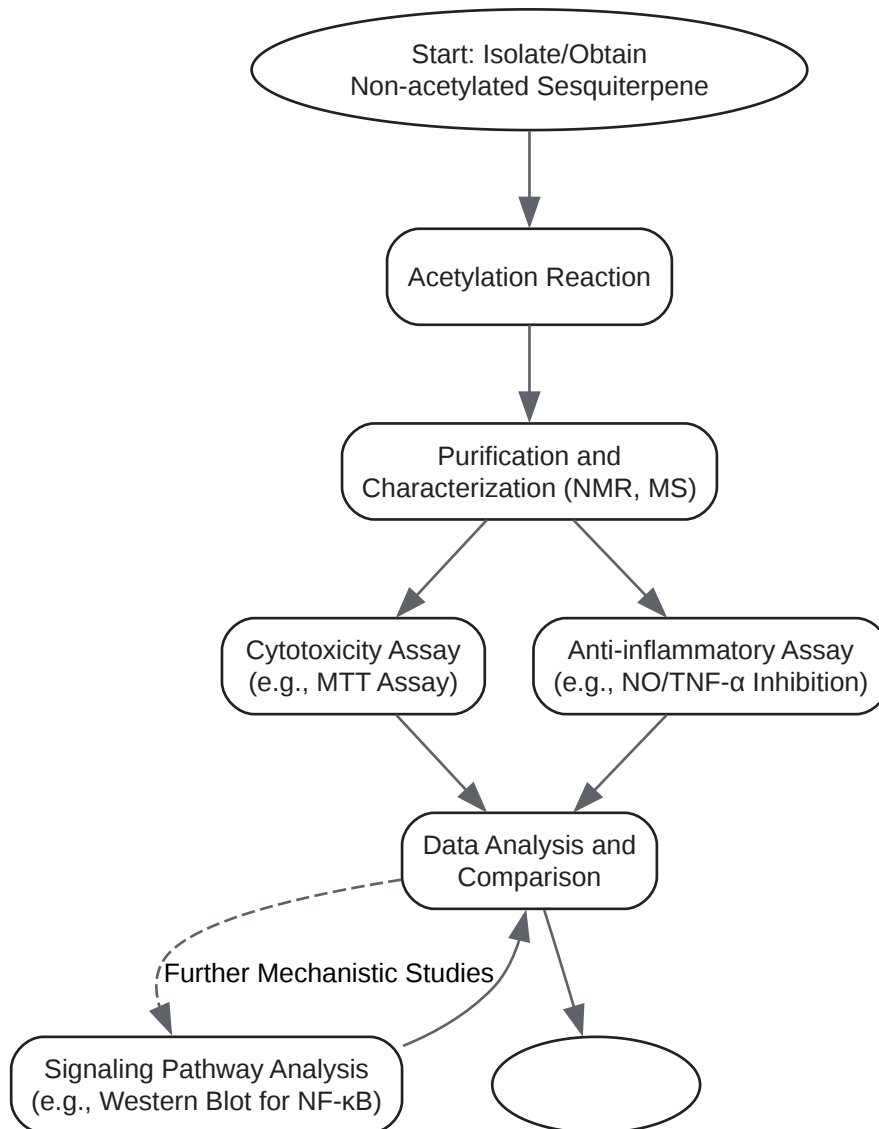 Start: Isolate/Obtain
Non-acetylated Sesquiterpene
Acetylation Reaction
Purification and
Characterization (NMR, MS)
Cytotoxicity Assay
(e.g., MTT Assay)
Anti-inflammatory Assay
(e.g., NO/TNF-α Inhibition)
Data Analysis and
Comparison
Further Mechanistic Studies
Signaling Pathway Analysis
(e.g., Western Blot for NF-κB)